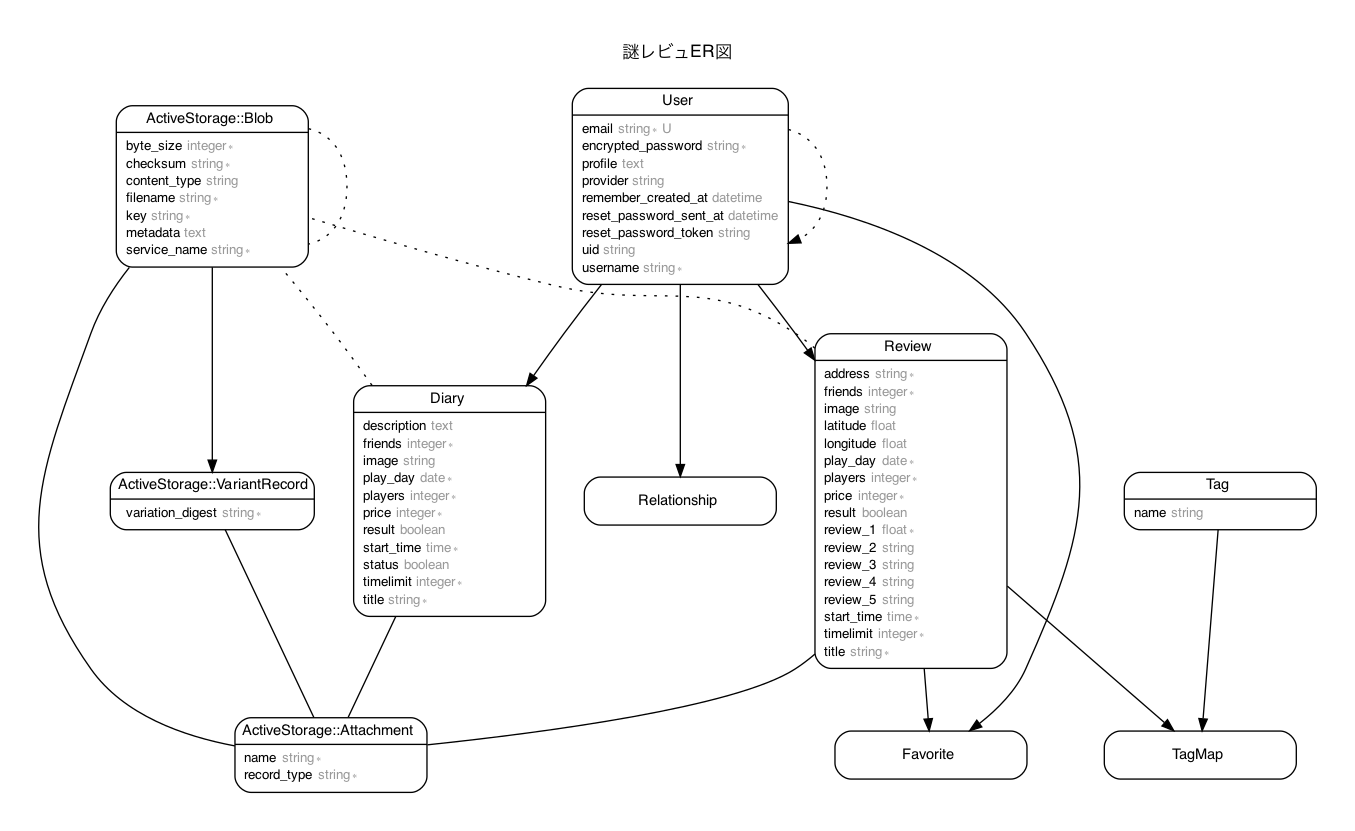 謎レビュER図
ActiveStorage::Blob
byte_size integer∗
checksum string∗
content_type string
filename string∗
key string∗
metadata text
service_name string∗
User
email string∗ U
encrypted_password string∗
profile text
provider string
remember_created_at datetime
reset_password_sent_at datetime
reset_password_token string
uid string
username string∗
Review
address string∗
friends integer∗
image string
latitude float
longitude float
play_day date∗
players integer∗
price integer∗
result boolean
review_1 float∗
review_2 string
review_3 string
review_4 string
review_5 string
start_time time∗
timelimit integer∗
title string∗
Diary
description text
friends integer∗
image string
play_day date∗
players integer∗
price integer∗
result boolean
start_time time∗
status boolean
timelimit integer∗
title string∗
ActiveStorage::VariantRecord
variation_digest string∗
Relationship
Tag
name string
ActiveStorage::Attachment
name string∗
record_type string∗
Favorite
TagMap